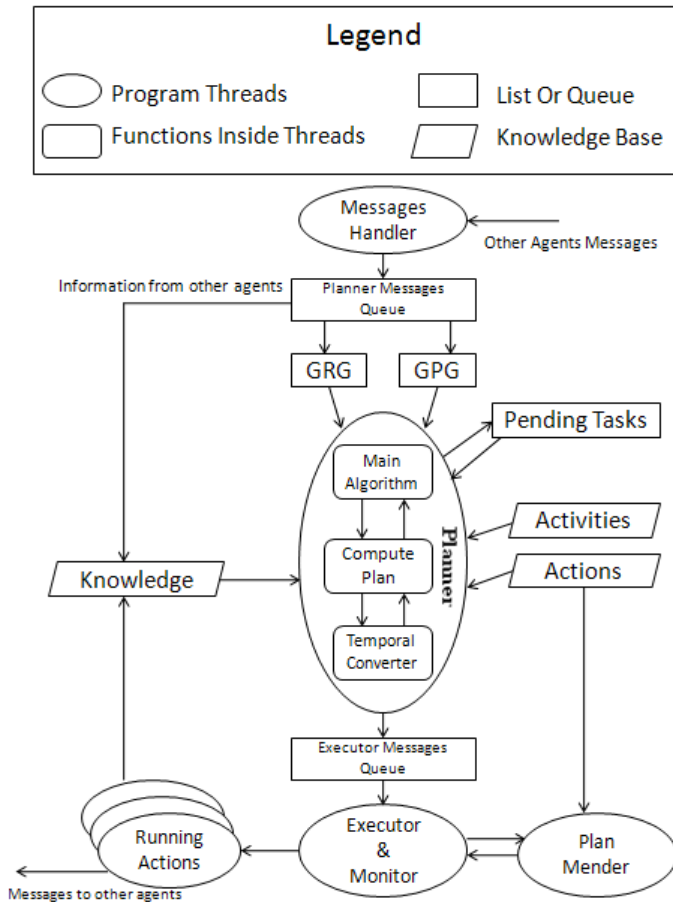 Legend
Program Threads
List Or Queue
Functions Inside Threads
Knowledge Base
Messages
Handler
Other Agents Messages
Information from other agents
Planner Messages
Queue
GRG
GPG
Pending Tasks
Main
Algorithm
Planner
Activities
Compute
Plan
Actions
Knowledge
Temporal
Converter
Executor Messages
Queue
Running
Actions
Executor
&
Monitor
Plan
Mender
Messages to other agents